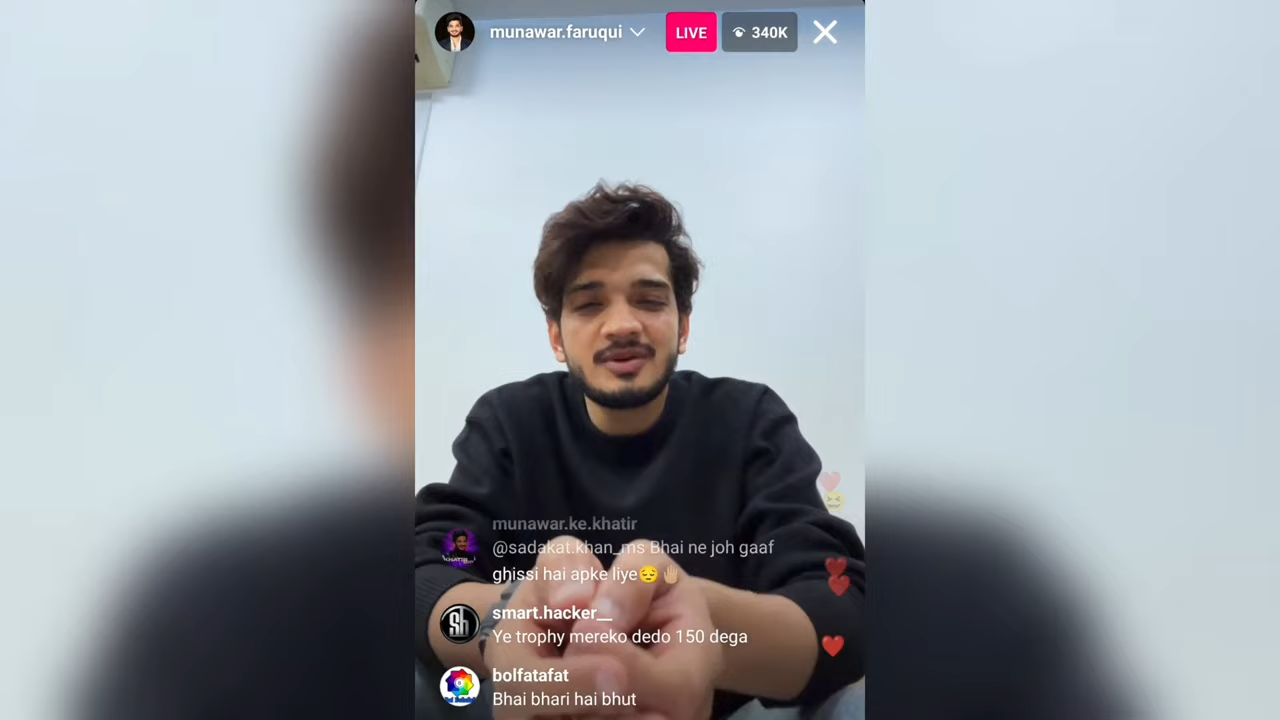 munawar.faruqui
LIVE
340K
munawar.ke.khatir
@sadakat.khan_ms Bhai ne joh gaaf
ghissi hai apke liye😔🤚🏼
smart.hacker__
Ye trophy mereko dedo 150 dega
bolfatafat
Bhai bhari hai bhut